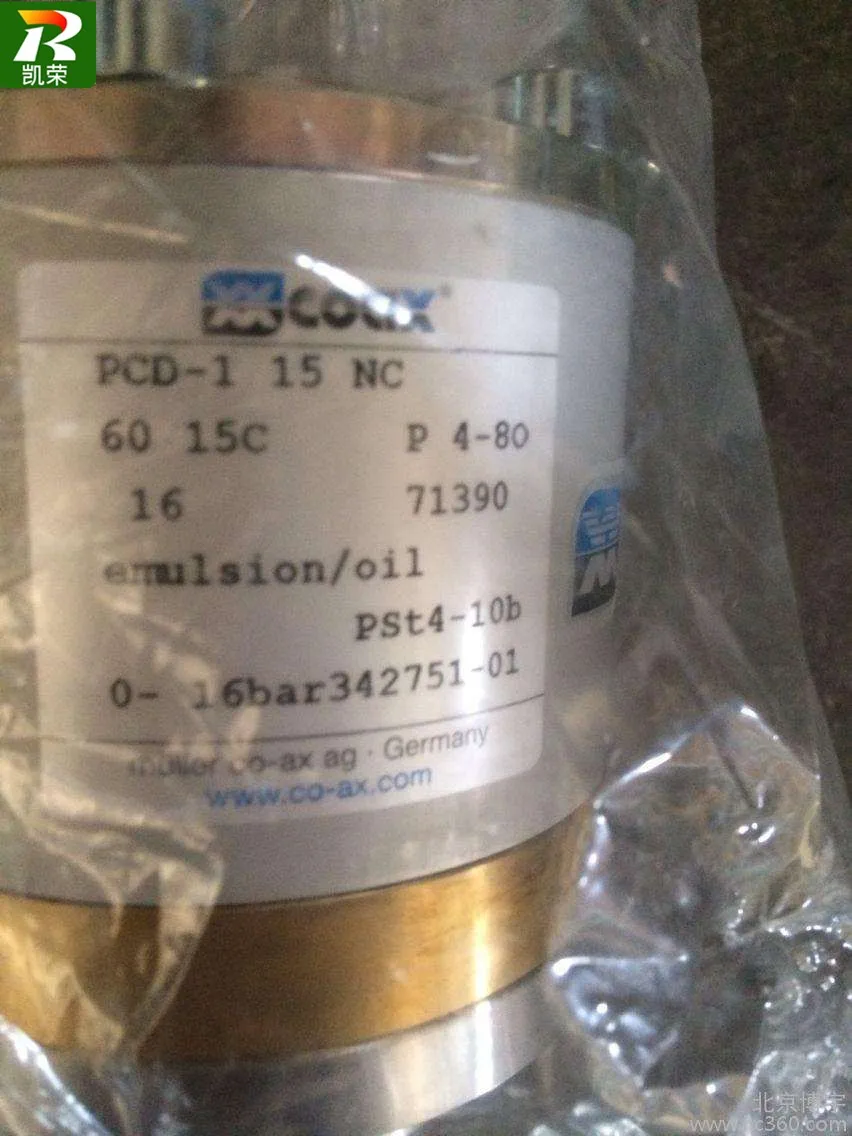 凯荣
coax
PCD-1 15 NC
60 15C P 4-80
16 71390
emulsion/oil
PSt4-10b
0- 16bar342751-01
müller co-ax ag · Germany
www.co-ax.com
北京博宇